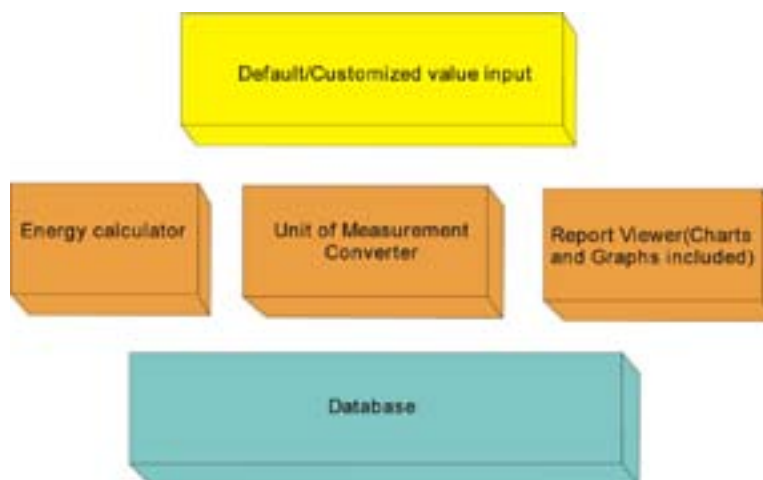 Default/Customized value input
Energy calculator
Unit of Measurement
Converter
Report Viewer(Charts
and Graphs included)
Database